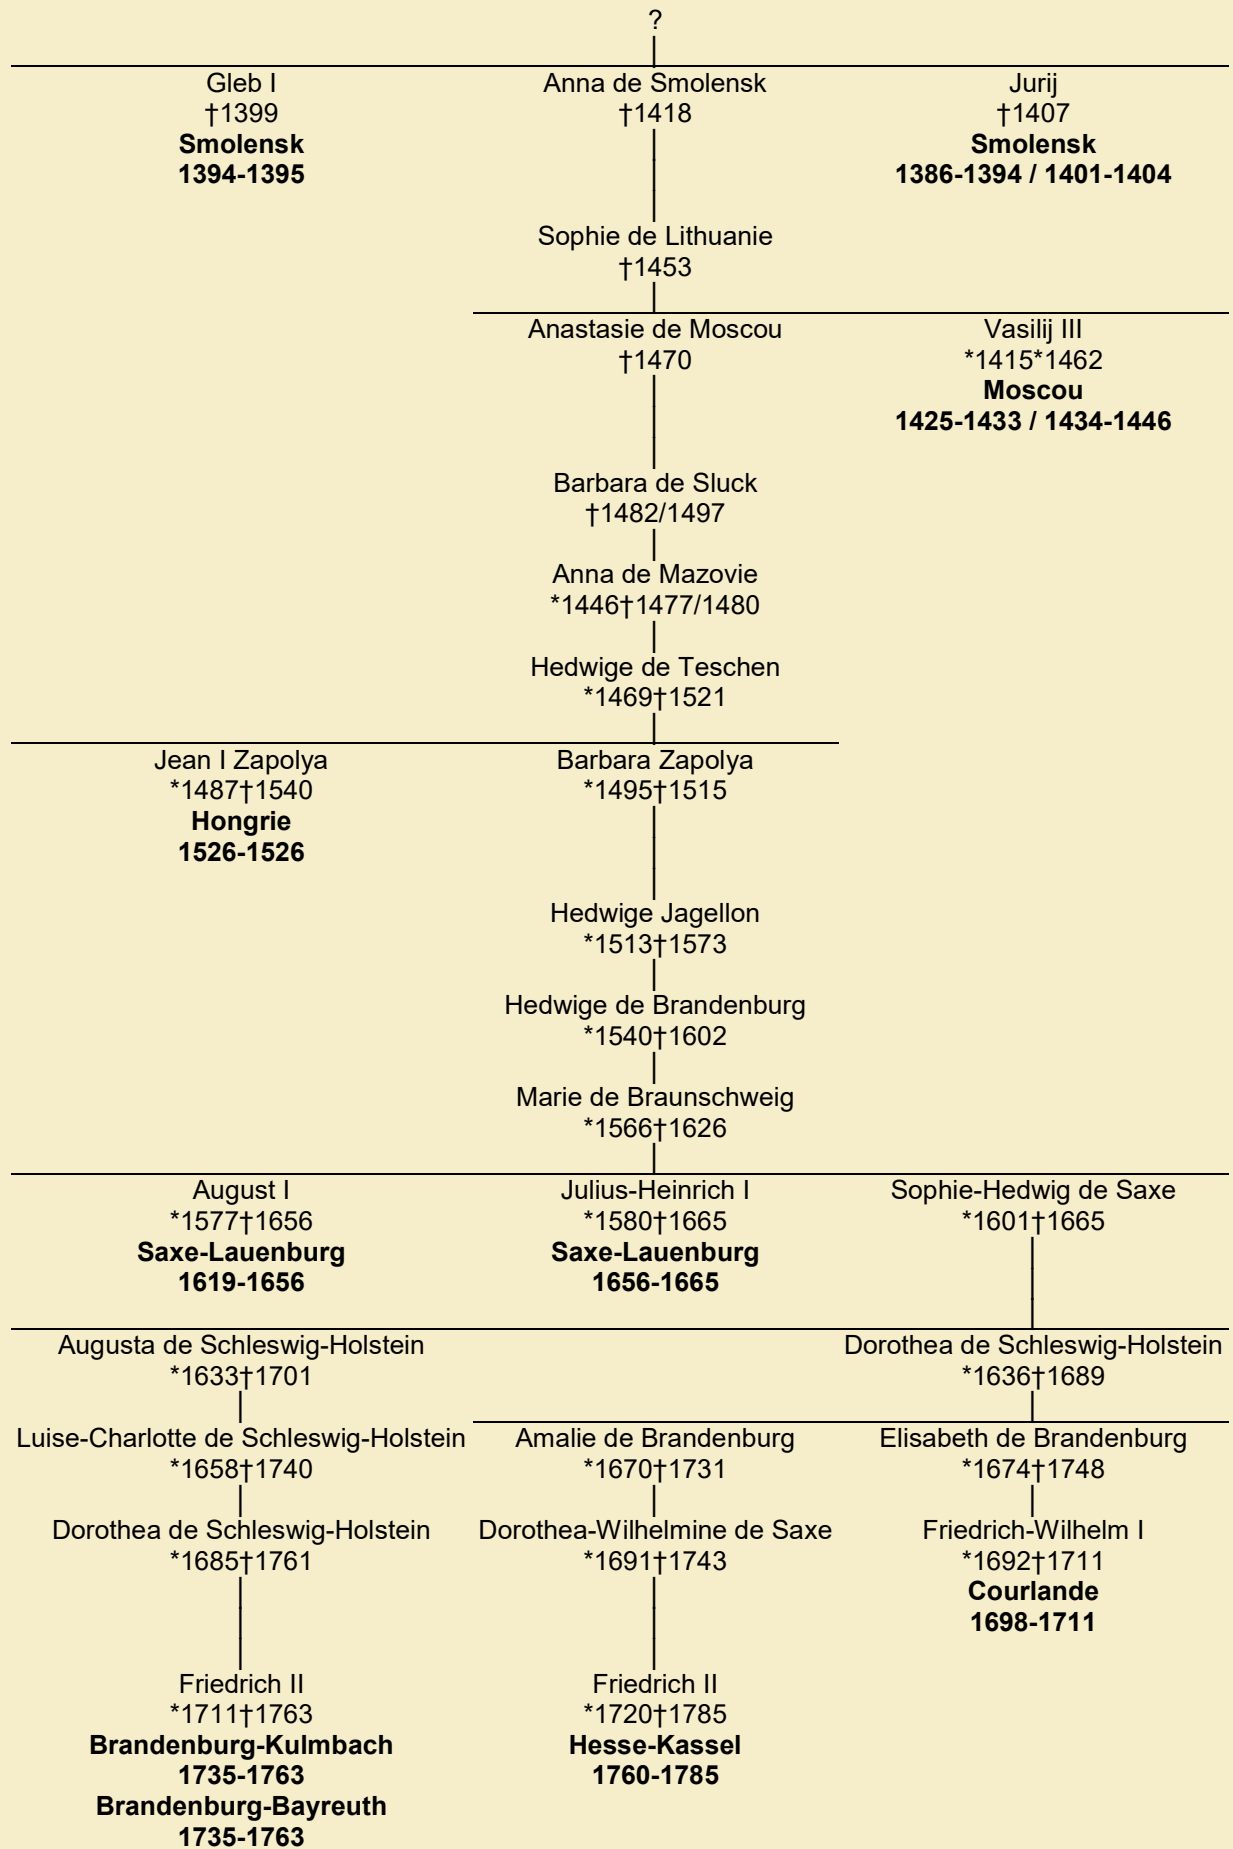 ?
Gleb I
†1399
Smolensk
1394-1395
Anna de Smolensk
†1418
Jurij
†1407
Smolensk
1386-1394 / 1401-1404
Sophie de Lithuanie
†1453
Anastasie de Moscou
†1470
Vasilij III
*1415*1462
Moscou
1425-1433 / 1434-1446
Barbara de Sluck
†1482/1497
Anna de Mazovie
*1446†1477/1480
Hedwige de Teschen
*1469†1521
Jean I Zapolya
*1487†1540
Hongrie
1526-1526
Barbara Zapolya
*1495†1515
Hedwige Jagellon
*1513†1573
Hedwige de Brandenburg
*1540†1602
Marie de Braunschweig
*1566†1626
August I
*1577†1656
Saxe-Lauenburg
1619-1656
Julius-Heinrich I
*1580†1665
Saxe-Lauenburg
1656-1665
Sophie-Hedwig de Saxe
*1601†1665
Augusta de Schleswig-Holstein
*1633†1701
Dorothea de Schleswig-Holstein
*1636†1689
Luise-Charlotte de Schleswig-Holstein
*1658†1740
Amalie de Brandenburg
*1670†1731
Elisabeth de Brandenburg
*1674†1748
Dorothea de Schleswig-Holstein
*1685†1761
Dorothea-Wilhelmine de Saxe
*1691†1743
Friedrich-Wilhelm I
*1692†1711
Courlande
1698-1711
Friedrich II
*1711†1763
Brandenburg-Kulmbach
1735-1763
Brandenburg-Bayreuth
1735-1763
Friedrich II
*1720†1785
Hesse-Kassel
1760-1785